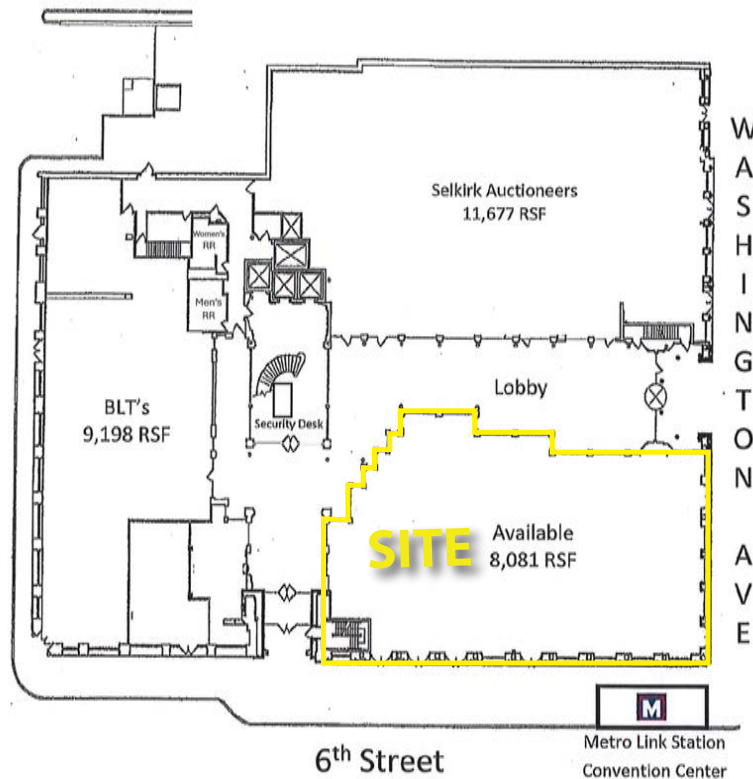 Selkirk Auctioneers
11,677 RSF
WASHINGTON AVE
Women's
RR
Men's
RR
Lobby
BLT's
9,198 RSF
Security Desk
SITE
Available
8,081 RSF
M
Metro Link Station
Convention Center
6th Street